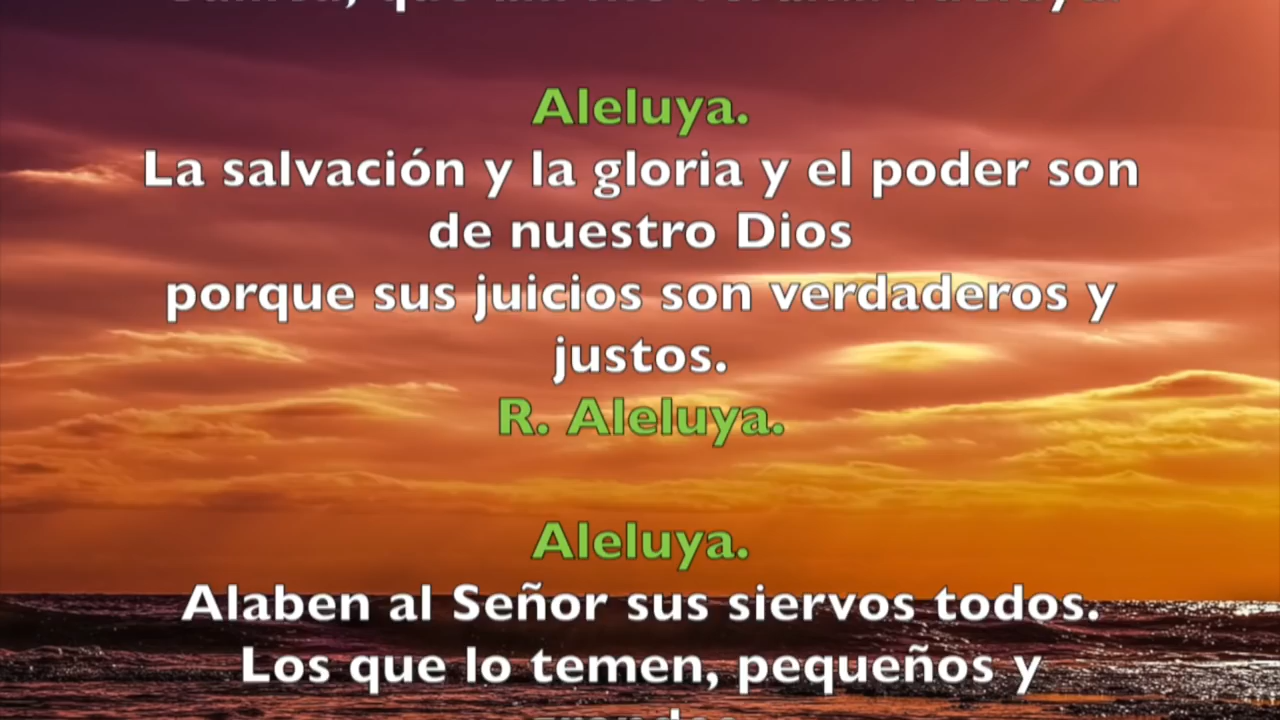 Aleluya.
La salvación y la gloria y el poder son
de nuestro Dios
porque sus juicios son verdaderos y
justos.
R. Aleluya.
Aleluya.
Alaben al Señor sus siervos todos.
Los que lo temen, pequeños y